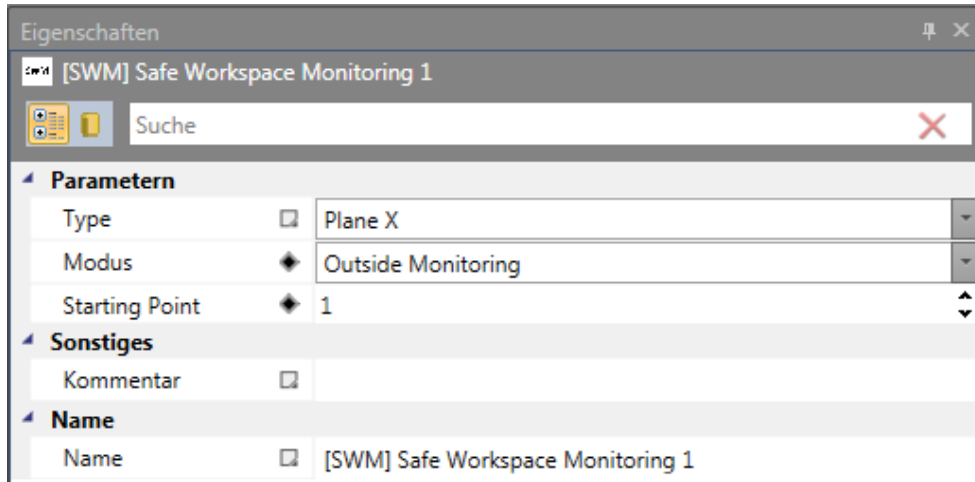 Eigenschaften
[SWM] Safe Workspace Monitoring 1
Suche
Parametern
Type Plane X
Modus Outside Monitoring
Starting Point 1
Sonstiges
Kommentar
Name
Name [SWM] Safe Workspace Monitoring 1